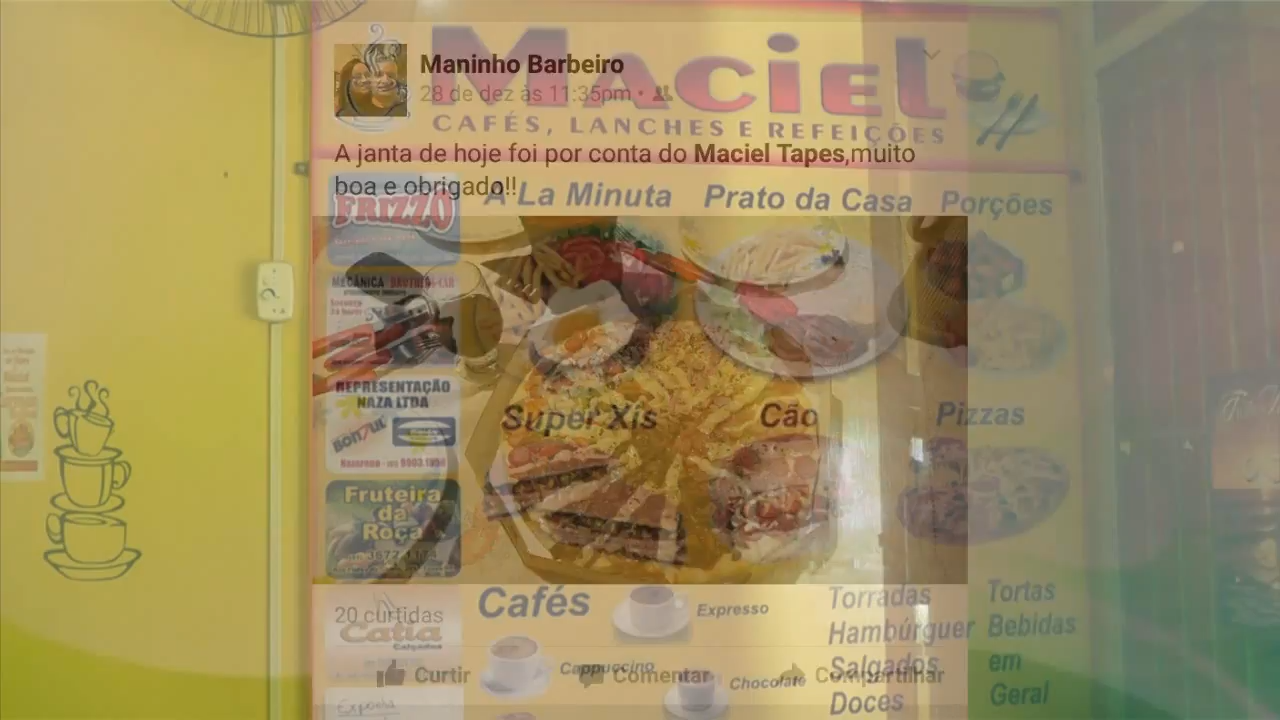 Maciel
CAFÉS, LANCHES E REFEIÇÕES
Maninho Barbeiro
28 de dez às 11:35pm
A janta de hoje foi por conta do Maciel Tapes,muito
boa e obrigado!!
A La Minuta Prato da Casa Porções
FRIZZO
MECÂNICA
REPRESENTAÇÃO
NAZA LTDA
Super Xis Cão Pizzas
Fruteira
da
Roça
Cafés
Expresso
Cappuccino
Chocolate
Torradas
Hambúrguer
Salgados
Doces
Tortas
Bebidas
em
Geral
20 curtidas
Catia
Calçados
Curtir Comentar Compartilhar